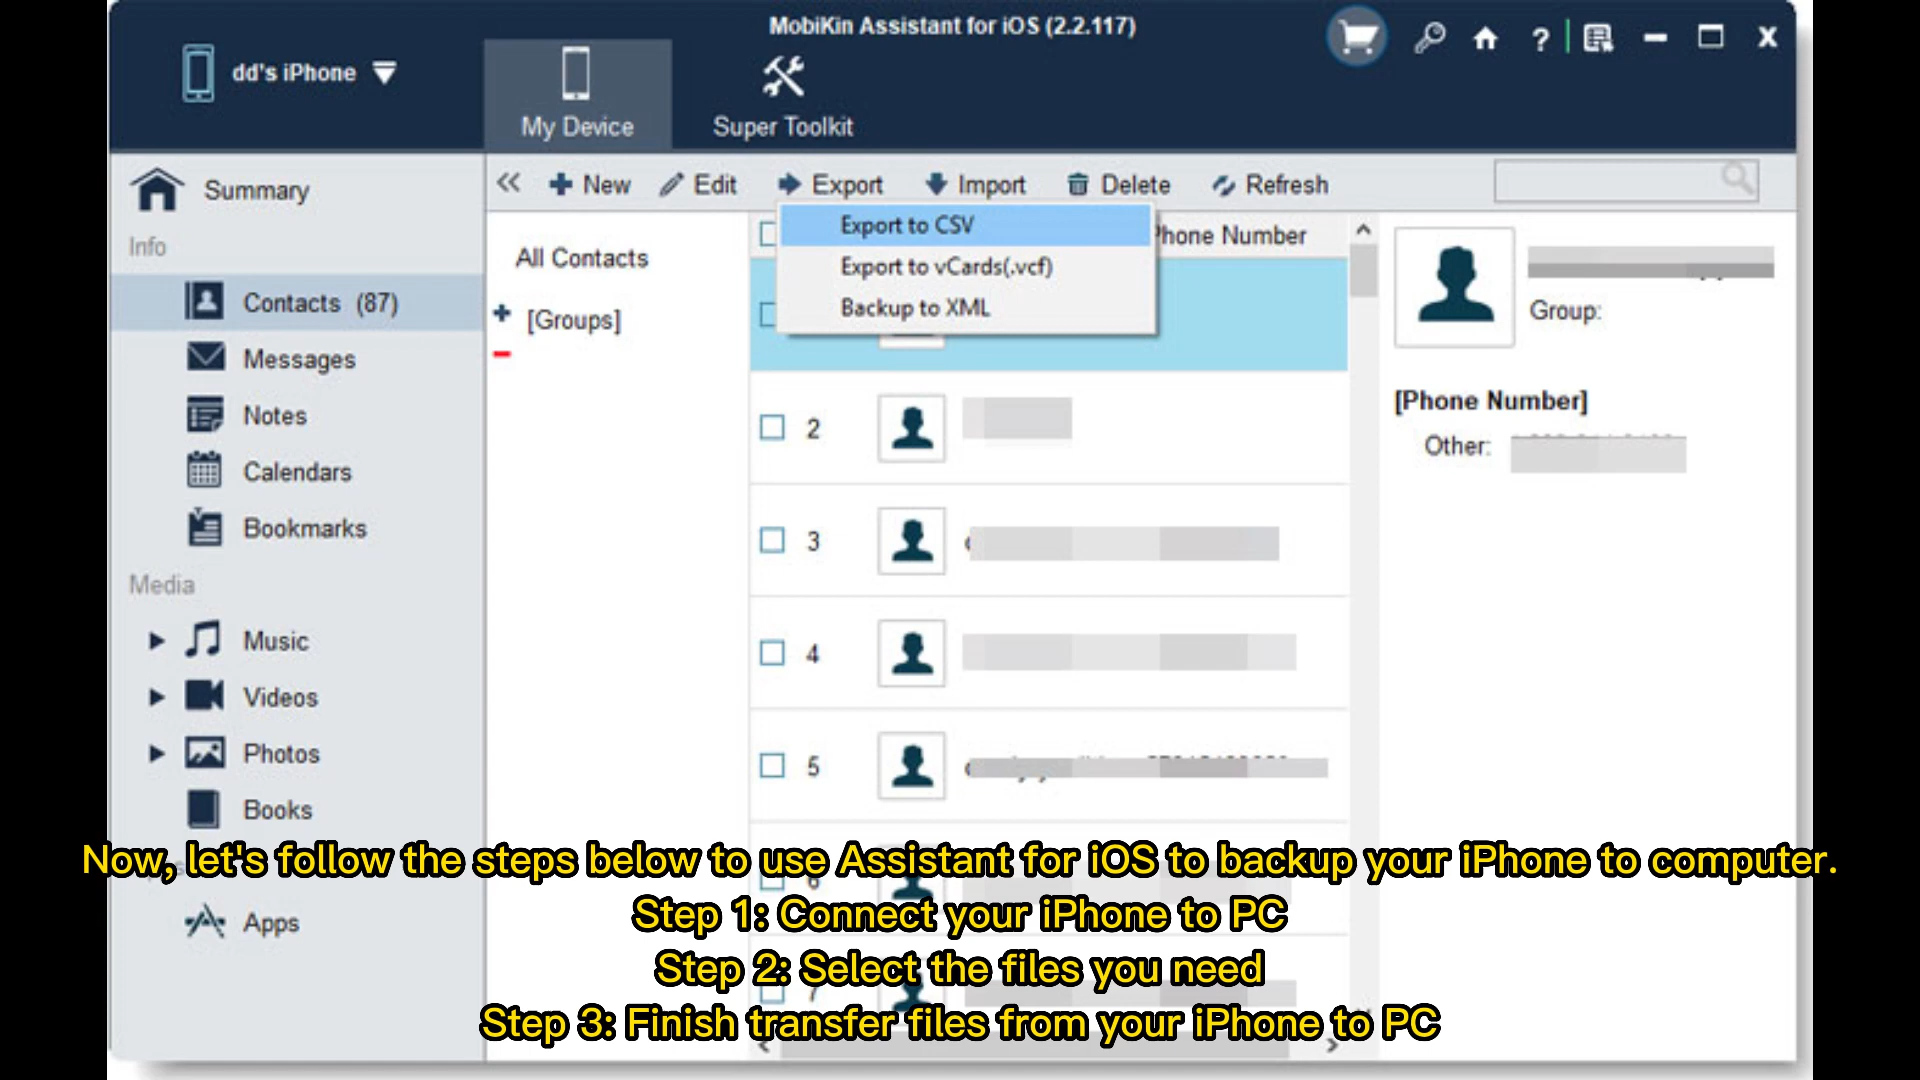 MobiKin Assistant for iOS (2.2.117)
dd's iPhone
My Device
Super Toolkit
?
Summary
« New Edit Export Import Delete Refresh
Info
Export to CSV
Phone Number
All Contacts
Export to vCards(.vcf)
Contacts (87)
Backup to XML
Group:
[Groups]
Messages
[Phone Number]
Notes
2
Other:
Calendars
Bookmarks
3
Media
Music
4
Videos
Photos
5
Books
Now, let's follow the steps below to use Assistant for iOS to backup your iPhone to computer.
6
Step 1: Connect your iPhone to PC
Apps
Step 2: Select the files you need
7
Step 3: Finish transfer files from your iPhone to PC